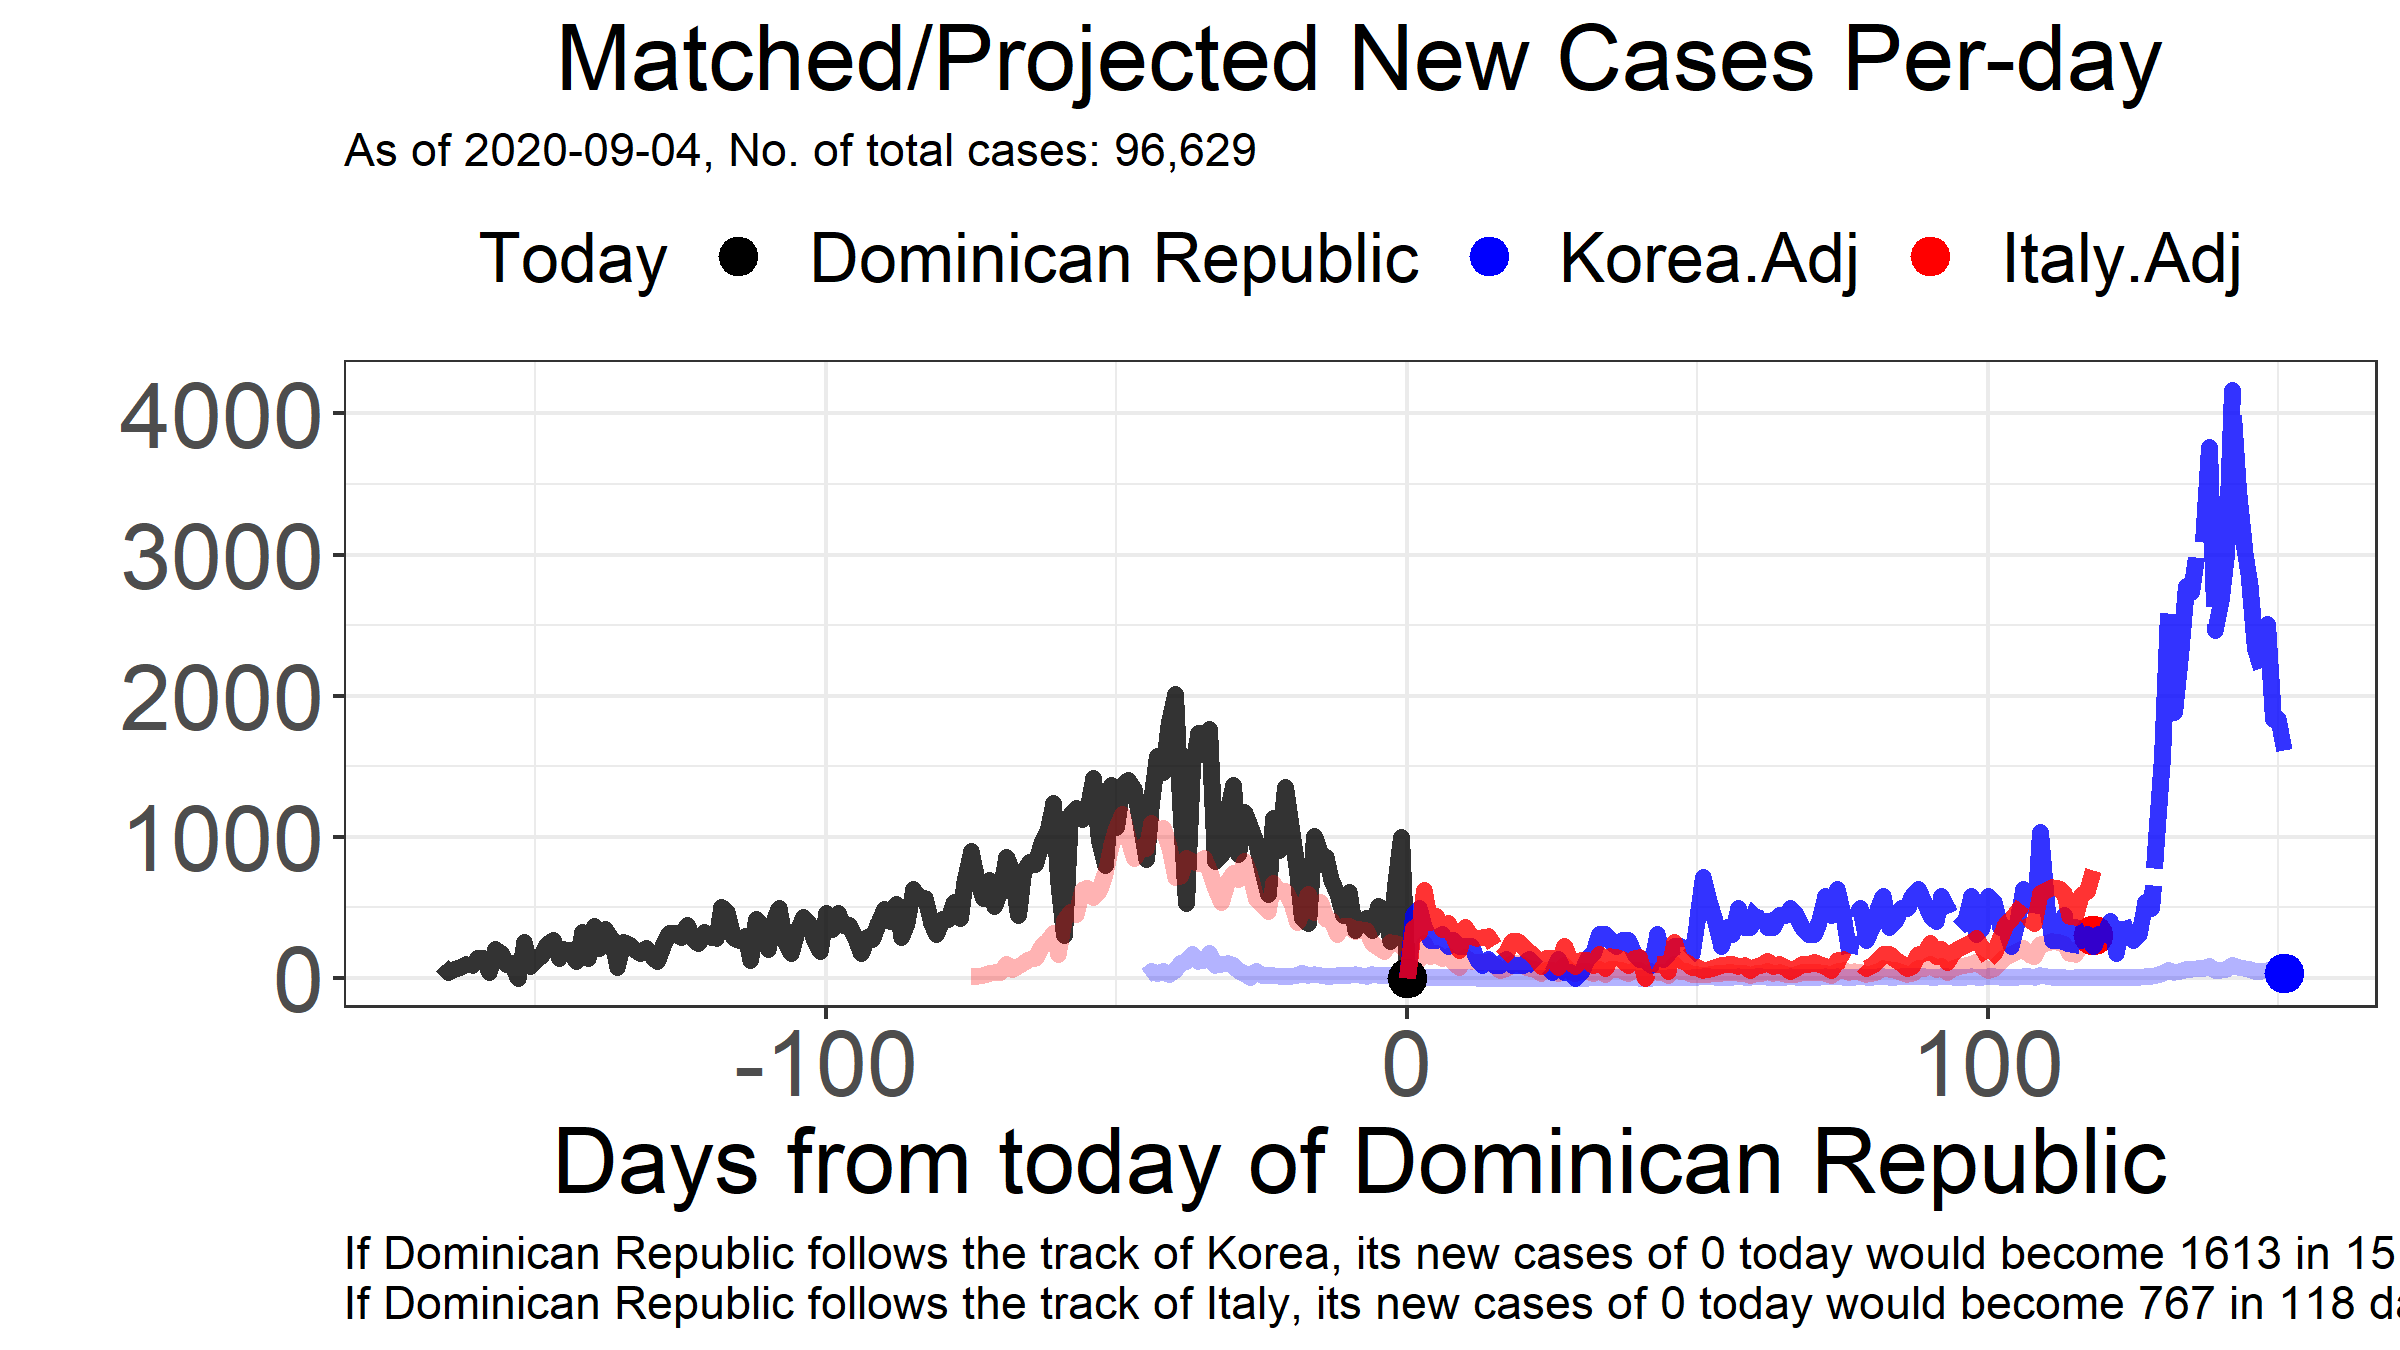 Matched/Projected New Cases Per-day
As of 2020-09-04, No. of total cases: 96,629
Today Dominican Republic Korea.Adj Italy.Adj
4000
3000
2000
1000
0
-100 0 100
Days from today of Dominican Republic
If Dominican Republic follows the track of Korea, its new cases of 0 today would become 1613 in 15
If Dominican Republic follows the track of Italy, its new cases of 0 today would become 767 in 118 da